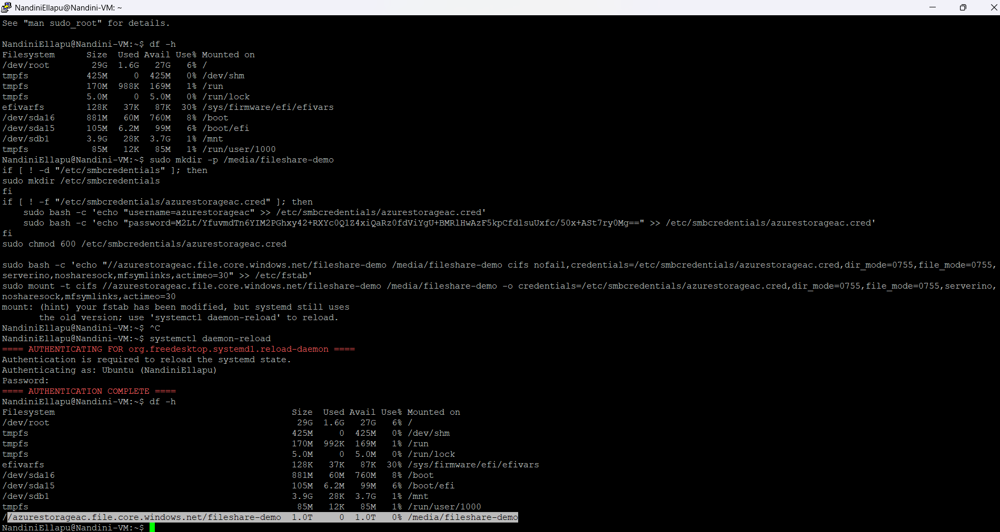 NandiniEllapu@Nandini-VM: ~
See "man sudo_root" for details.
NandiniEllapu@Nandini-VM:~$ df -h
Filesystem      Size  Used Avail Use% Mounted on
/dev/root        29G  1.6G   27G   6% /
tmpfs           425M     0  425M   0% /dev/shm
tmpfs           170M  988K  169M   1% /run
tmpfs           5.0M     0  5.0M   0% /run/lock
efivarfs        128K   37K   87K  30% /sys/firmware/efi/efivars
/dev/sda16      881M   60M  760M   8% /boot
/dev/sda15      105M  6.2M   99M   6% /boot/efi
/dev/sdb1       3.9G   28K  3.7G   1% /mnt
tmpfs            85M   12K   85M   1% /run/user/1000
NandiniEllapu@Nandini-VM:~$ sudo mkdir -p /media/fileshare-demo
if [ ! -d "/etc/smbcredentials" ]; then
sudo mkdir /etc/smbcredentials
fi
if [ ! -f "/etc/smbcredentials/azurestorageac.cred" ]; then
    sudo bash -c 'echo "username=azurestorageac" >> /etc/smbcredentials/azurestorageac.cred'
    sudo bash -c 'echo "password=M2Lt/YfuvmdTn6YIM2PGhxy42+RXYc0Q1Z4xiQaRz0fdViYgU+BMRlHwAzF5kpCfdlsuUxfc/50x+ASt7ry0Mg==" >> /etc/smbcredentials/azurestorageac.cred'
fi
sudo chmod 600 /etc/smbcredentials/azurestorageac.cred
sudo bash -c 'echo "//azurestorageac.file.core.windows.net/fileshare-demo /media/fileshare-demo cifs nofail,credentials=/etc/smbcredentials/azurestorageac.cred,dir_mode=0755,file_mode=0755,
serverino,nosharesock,mfsymlinks,actimeo=30" >> /etc/fstab'
sudo mount -t cifs //azurestorageac.file.core.windows.net/fileshare-demo /media/fileshare-demo -o credentials=/etc/smbcredentials/azurestorageac.cred,dir_mode=0755,file_mode=0755,serverino,
nosharesock,mfsymlinks,actimeo=30
mount: (hint) your fstab has been modified, but systemd still uses
       the old version; use 'systemctl daemon-reload' to reload.
NandiniEllapu@Nandini-VM:~$ ^C
NandiniEllapu@Nandini-VM:~$ systemctl daemon-reload
==== AUTHENTICATING FOR org.freedesktop.systemd1.reload-daemon ====
Authentication is required to reload the systemd state.
Authenticating as: Ubuntu (NandiniEllapu)
Password:
==== AUTHENTICATION COMPLETE ====
NandiniEllapu@Nandini-VM:~$ df -h
Filesystem                                             Size  Used Avail Use% Mounted on
/dev/root                                               29G  1.6G   27G   6% /
tmpfs                                                  425M     0  425M   0% /dev/shm
tmpfs                                                  170M  992K  169M   1% /run
tmpfs                                                  5.0M     0  5.0M   0% /run/lock
efivarfs                                               128K   37K   87K  30% /sys/firmware/efi/efivars
/dev/sda16                                             881M   60M  760M   8% /boot
/dev/sda15                                             105M  6.2M   99M   6% /boot/efi
/dev/sdb1                                              3.9G   28K  3.7G   1% /mnt
tmpfs                                                   85M   12K   85M   1% /run/user/1000
//azurestorageac.file.core.windows.net/fileshare-demo  1.0T     0  1.0T   0% /media/fileshare-demo
NandiniEllapu@Nandini-VM:~$